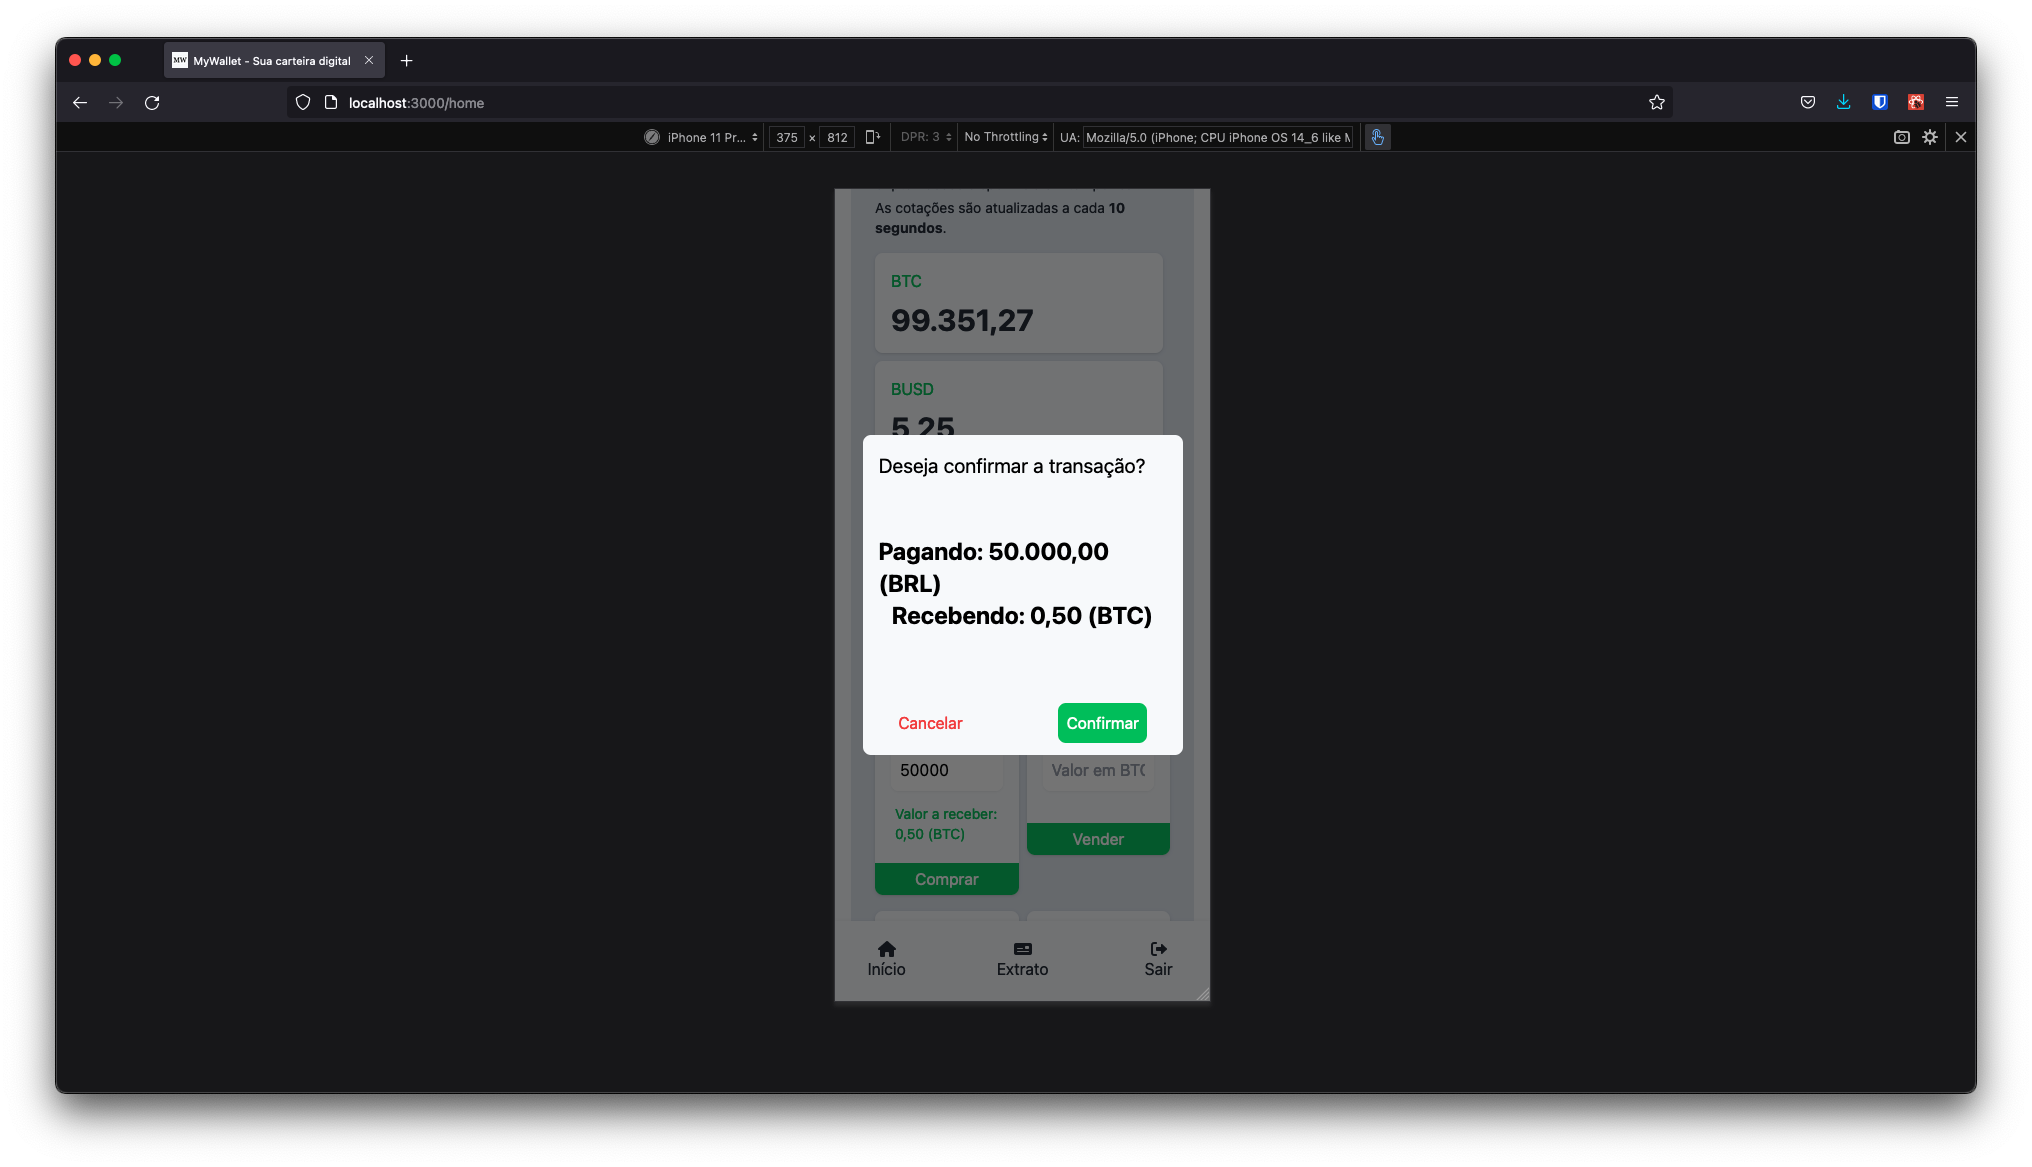 MW MyWallet - Sua carteira digital
localhost:3000/home
iPhone 11 Pr... 375 × 812 DPR: 3 No Throttling UA: Mozilla/5.0 (iPhone; CPU iPhone OS 14_6 like
As cotações são atualizadas a cada 10
segundos.
BTC
99.351,27
BUSD
5,25
Deseja confirmar a transação?
Pagando: 50.000,00
(BRL)
Recebendo: 0,50 (BTC)
Cancelar
Confirmar
50000
Valor em BTC
Valor a receber:
0,50 (BTC)
Vender
Comprar
Início
Extrato
Sair